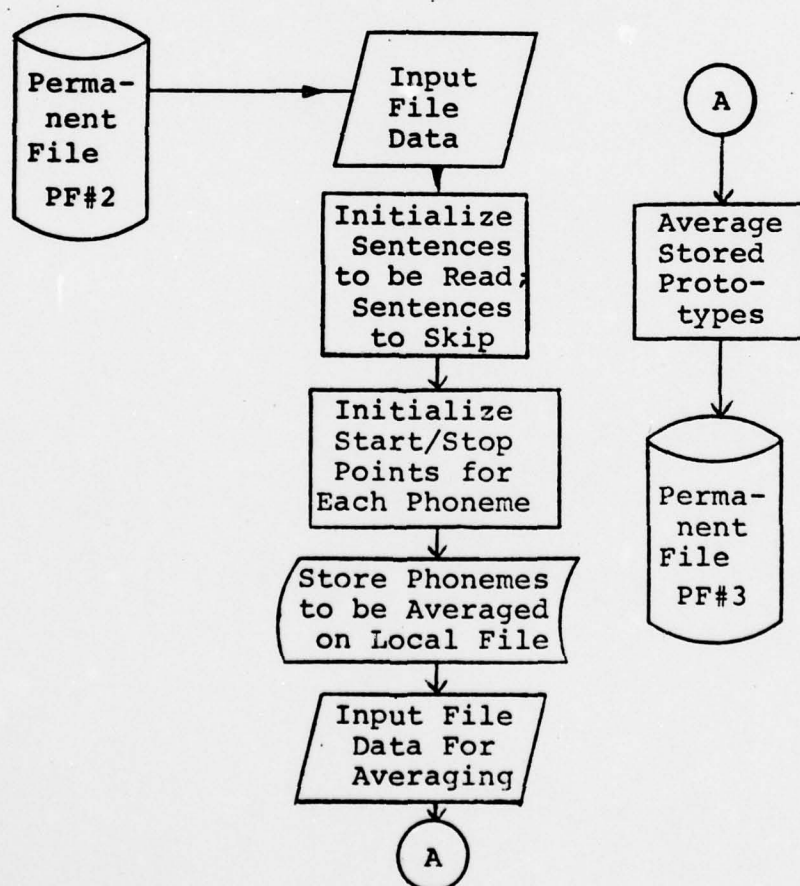 Perma-
nent
File
PF#2
Input
File
Data
Initialize
Sentences
to be Read;
Sentences
to Skip
Initialize
Start/Stop
Points for
Each Phoneme
Store Phonemes
to be Averaged
on Local File
Input File
Data For
Averaging
A
A
Average
Stored
Proto-
types
Perma-
nent
File
PF#3